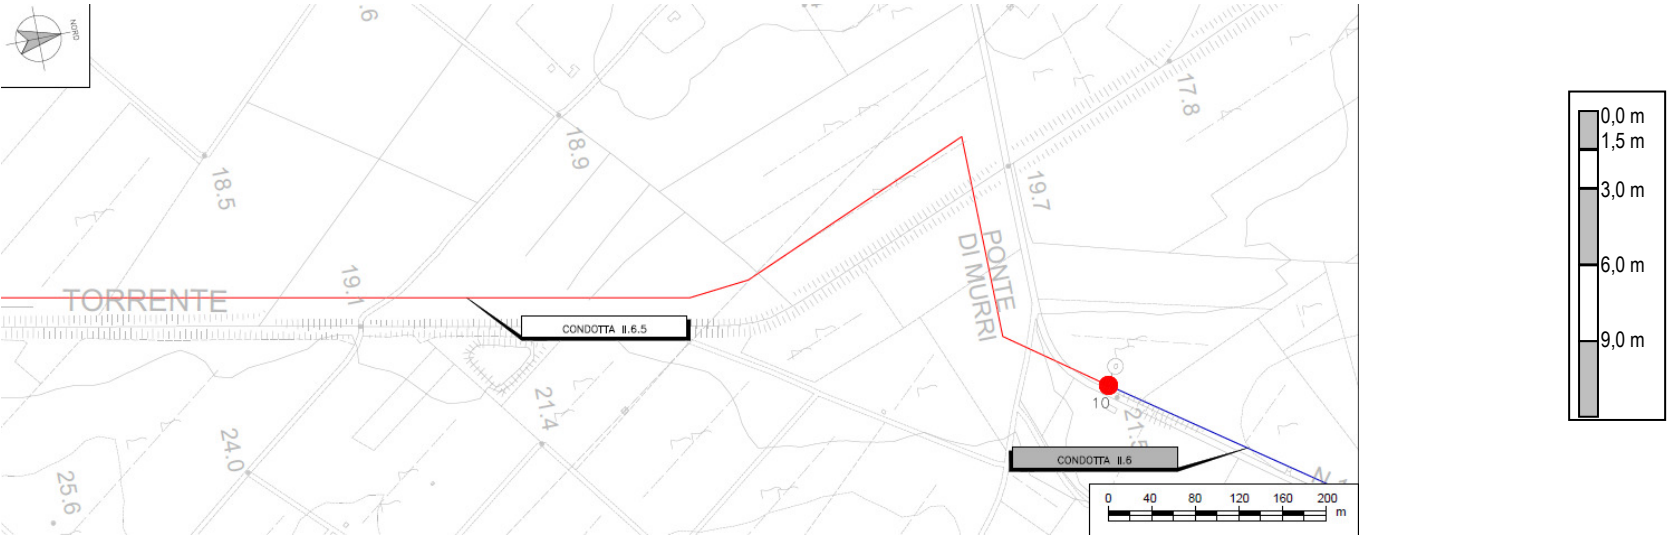 NORD
.6
18.5
18.9
17.8
19.7
PONTE
DI MURRI
19.1
TORRENTE
CONDOTTA II.6.5
10
21.5
21.4
24.0
25.6
CONDOTTA II.6
N
0 40 80 120 160 200
m
0,0 m
1,5 m
3,0 m
6,0 m
9,0 m